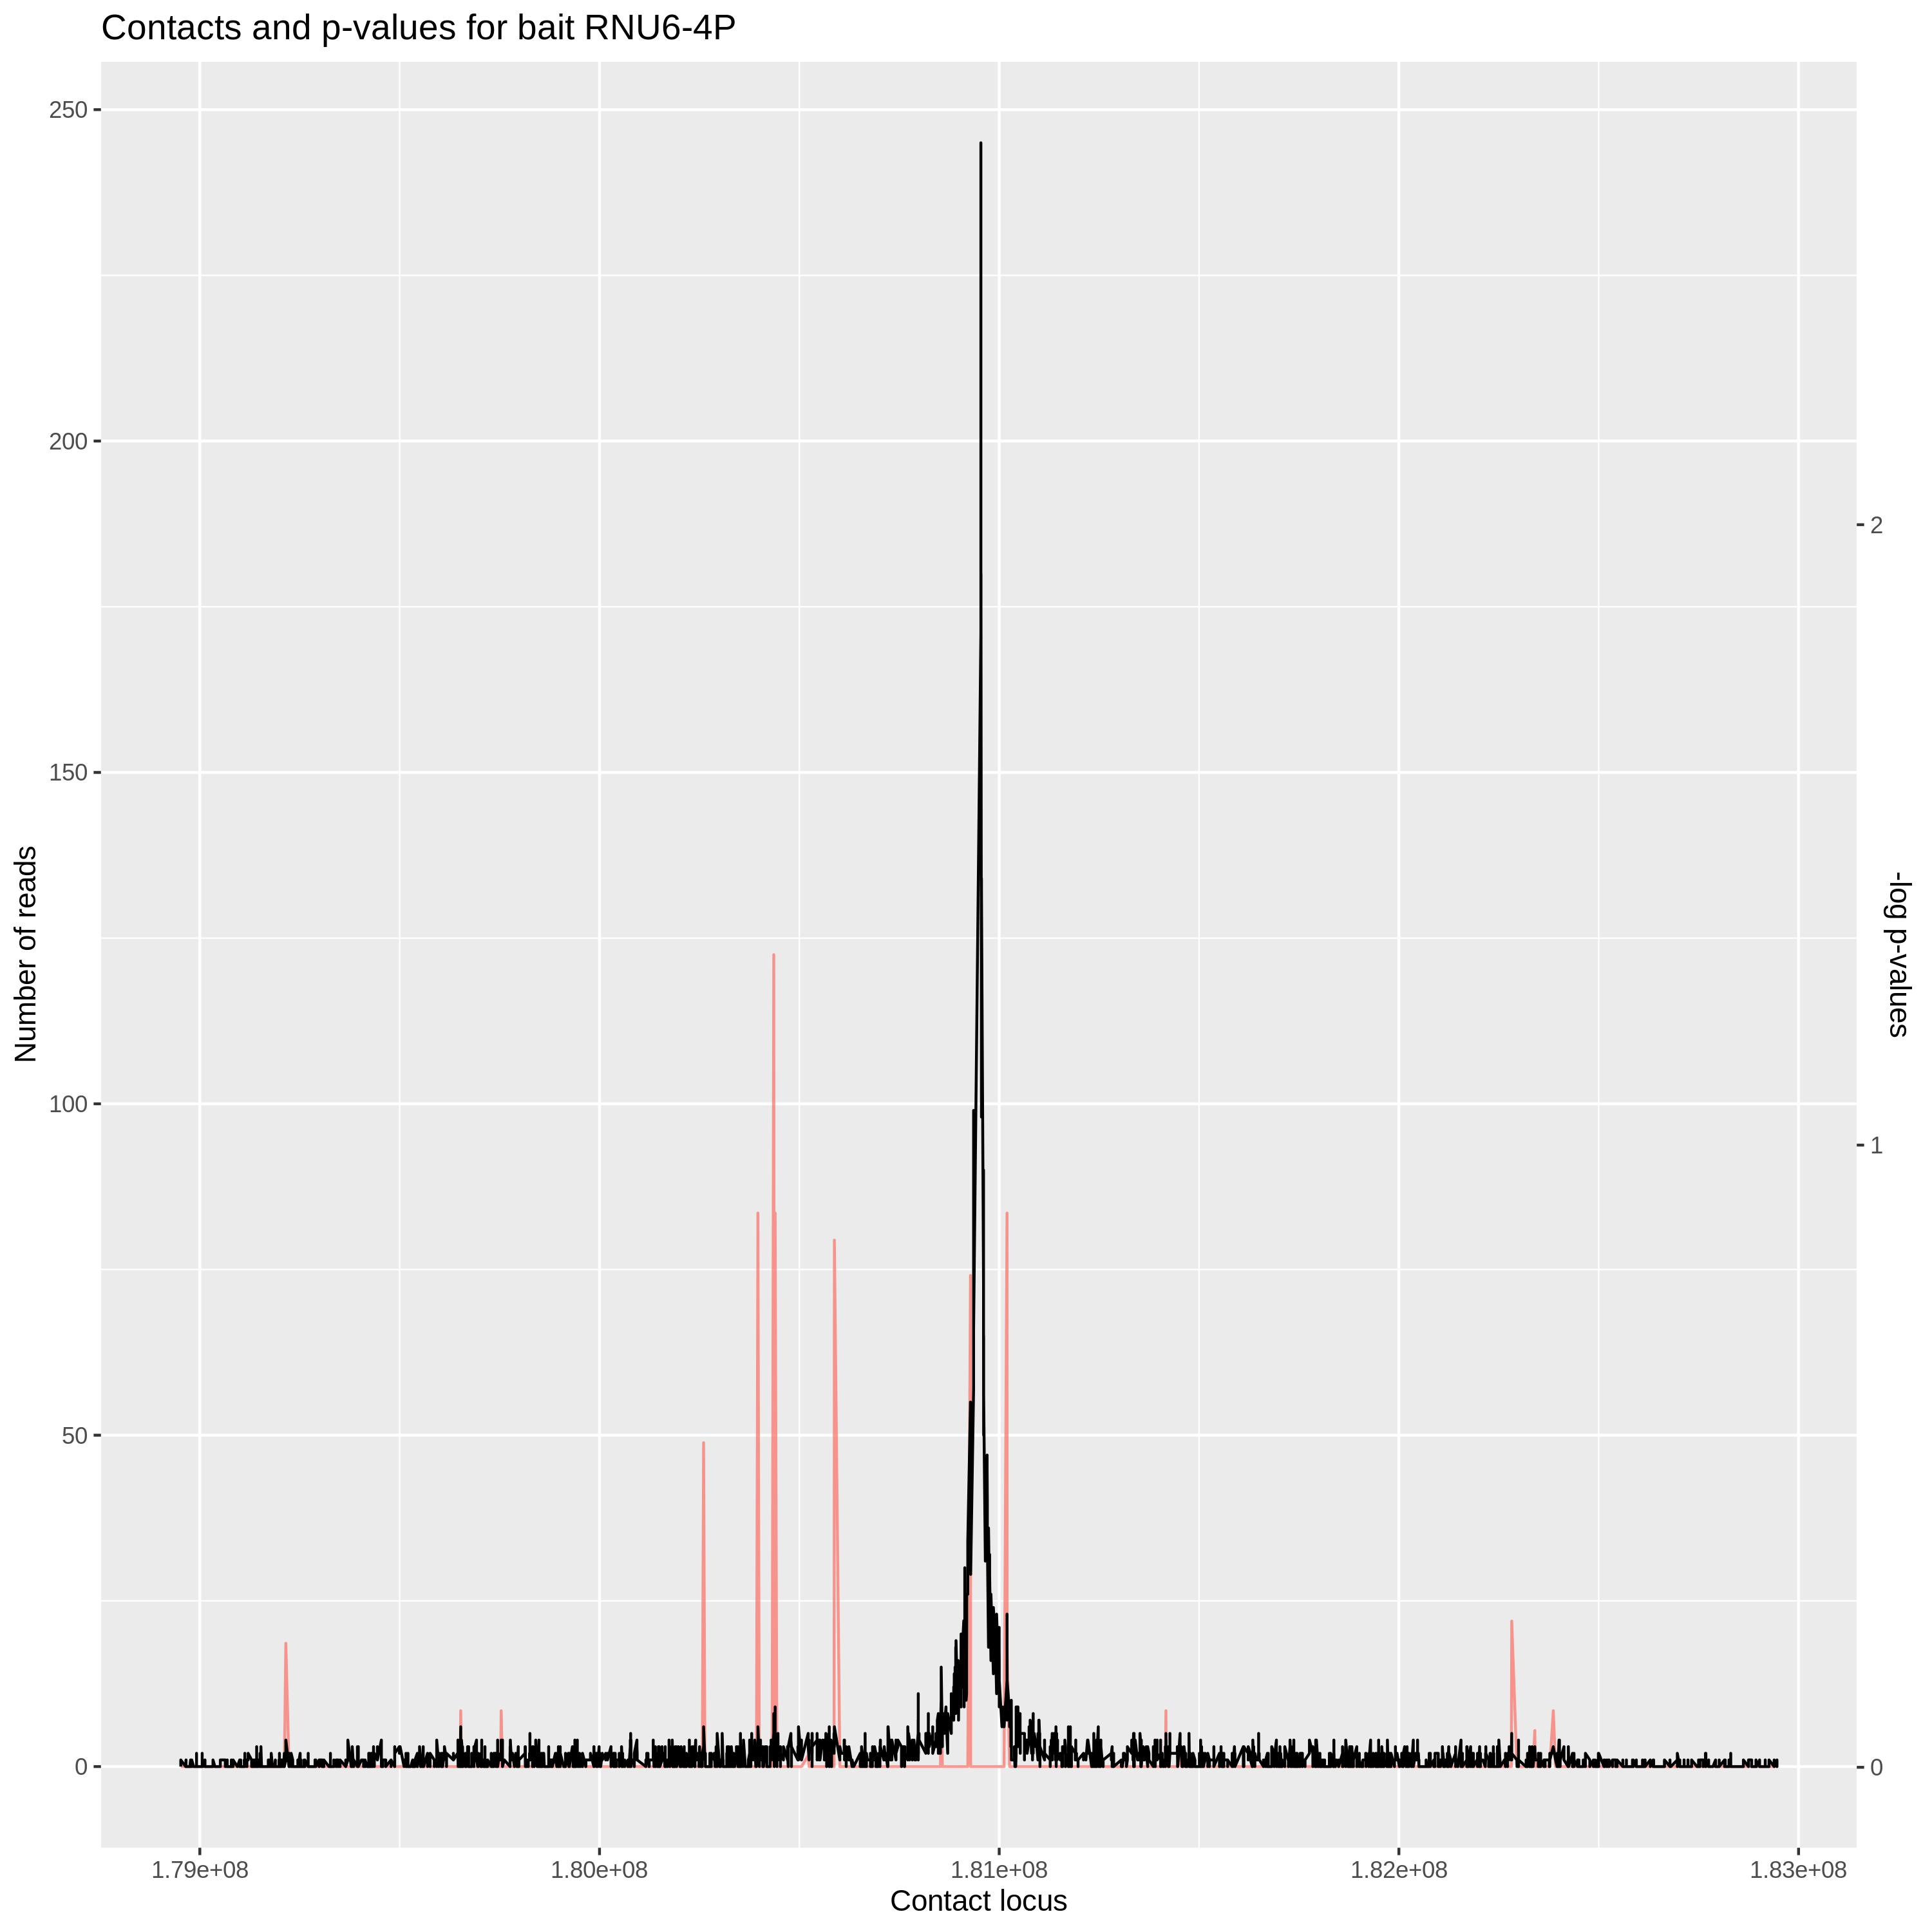 Contacts and p-values for bait RNU6-4P
250
200
150
100
50
0
Number of reads
2
1
0
-log p-values
1.79e+08
1.80e+08
1.81e+08
1.82e+08
1.83e+08
Contact locus